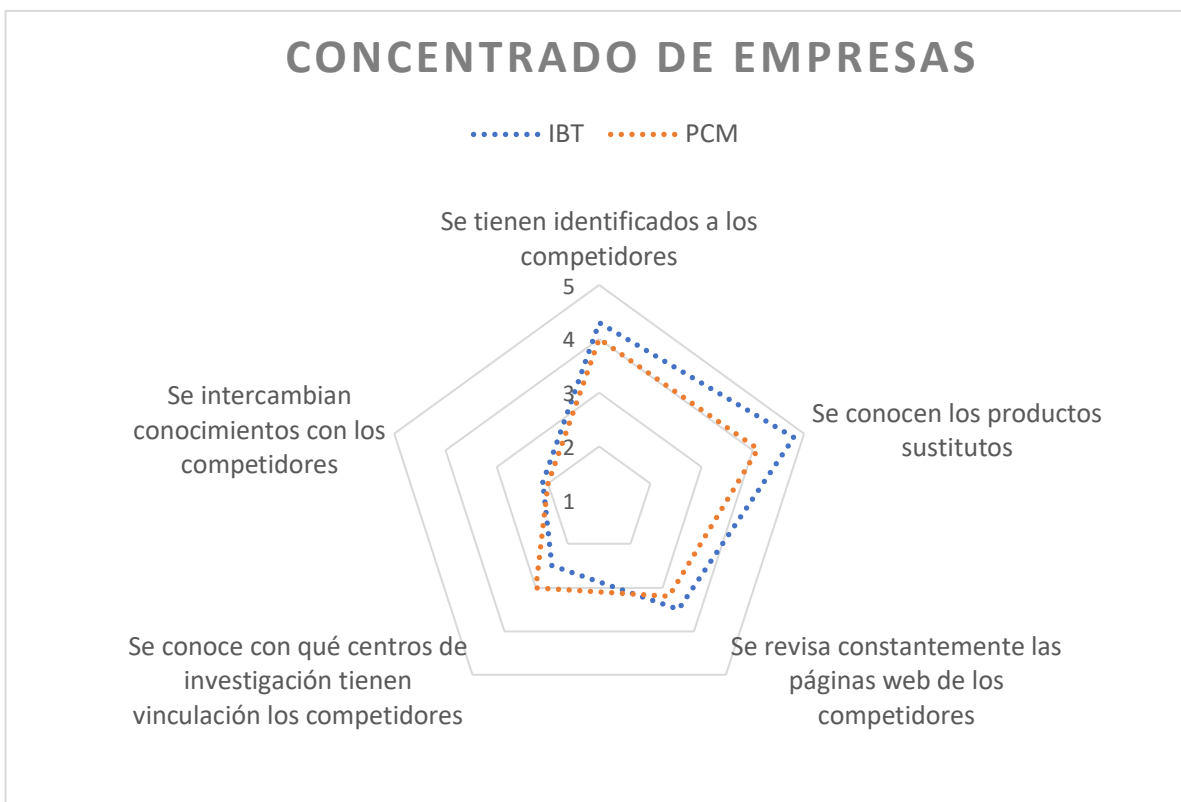 CONCENTRADO DE EMPRESAS
IBT PCM
Se tienen identificados a los
competidores
5
4
3
2
1
Se conocen los productos
sustitutos
Se revisa constantemente las
páginas web de los
competidores
Se conoce con qué centros de
investigación tienen
vinculación los competidores
Se intercambian
conocimientos con los
competidores